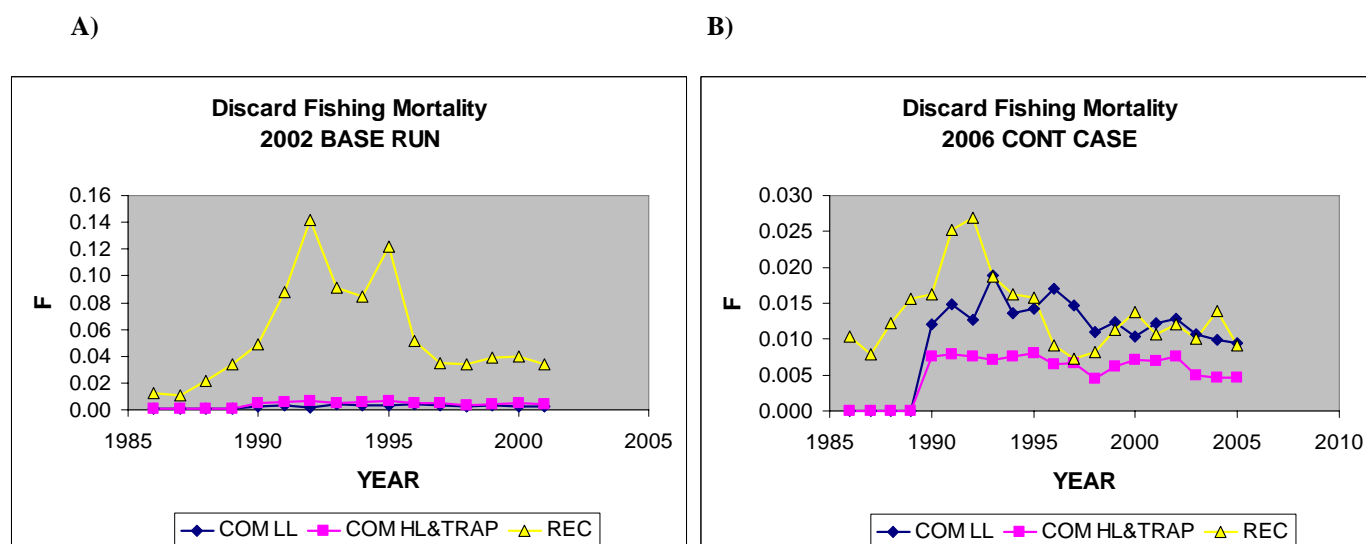 A)
Discard Fishing Mortality
2002 BASE RUN
0.16
0.14
0.12
0.10
0.08
0.06
0.04
0.02
0.00
F
1985 1990 1995 2000 2005
YEAR
COM LL COM HL&TRAP REC
B)
Discard Fishing Mortality
2006 CONT CASE
0.030
0.025
0.020
0.015
0.010
0.005
0.000
F
1985 1990 1995 2000 2005 2010
YEAR
COM LL COM HL&TRAP REC